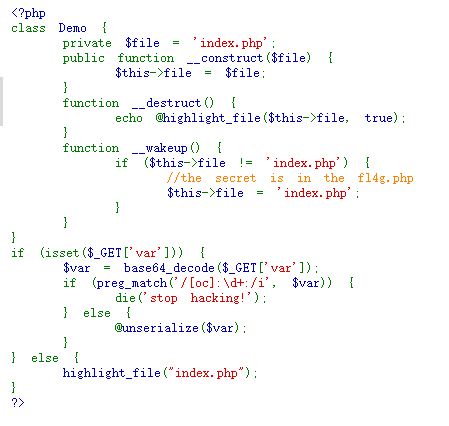 <?php
class Demo {
private $file = 'index.php';
public function __construct($file) {
$this->file = $file;
}
function __destruct() {
echo @highlight_file($this->file, true);
}
function __wakeup() {
if ($this->file != 'index.php') {
//the secret is in the fl4g.php
$this->file = 'index.php';
}
}
}
if (isset($_GET['var'])) {
$var = base64_decode($_GET['var']);
if (preg_match('/[oc]:\d+:/i', $var)) {
die('stop hacking!');
} else {
@unserialize($var);
}
} else {
highlight_file("index.php");
}
?>